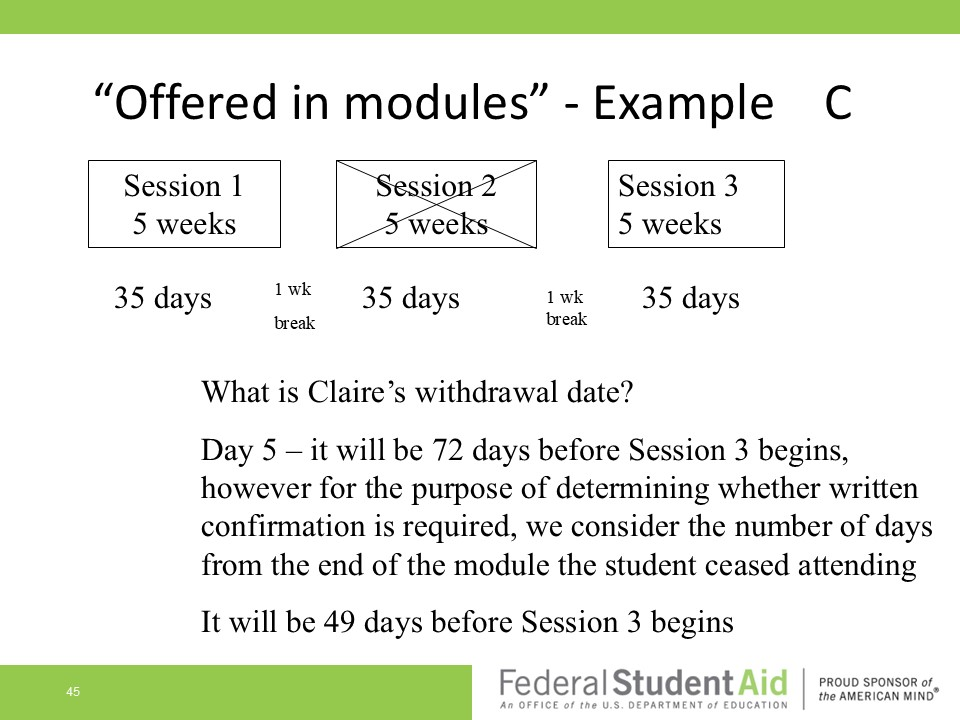 “Offered in modules” - Example C
Session 1
5 weeks
Session 2
5 weeks
Session 3
5 weeks
35 days
1 wk
break
35 days
1 wk
break
35 days
What is Claire’s withdrawal date?
Day 5 – it will be 72 days before Session 3 begins,
however for the purpose of determining whether written
confirmation is required, we consider the number of days
from the end of the module the student ceased attending
It will be 49 days before Session 3 begins
45
Federal Student Aid
An OFFICE of the U.S. DEPARTMENT of EDUCATION
PROUD SPONSOR of
the AMERICAN MIND®